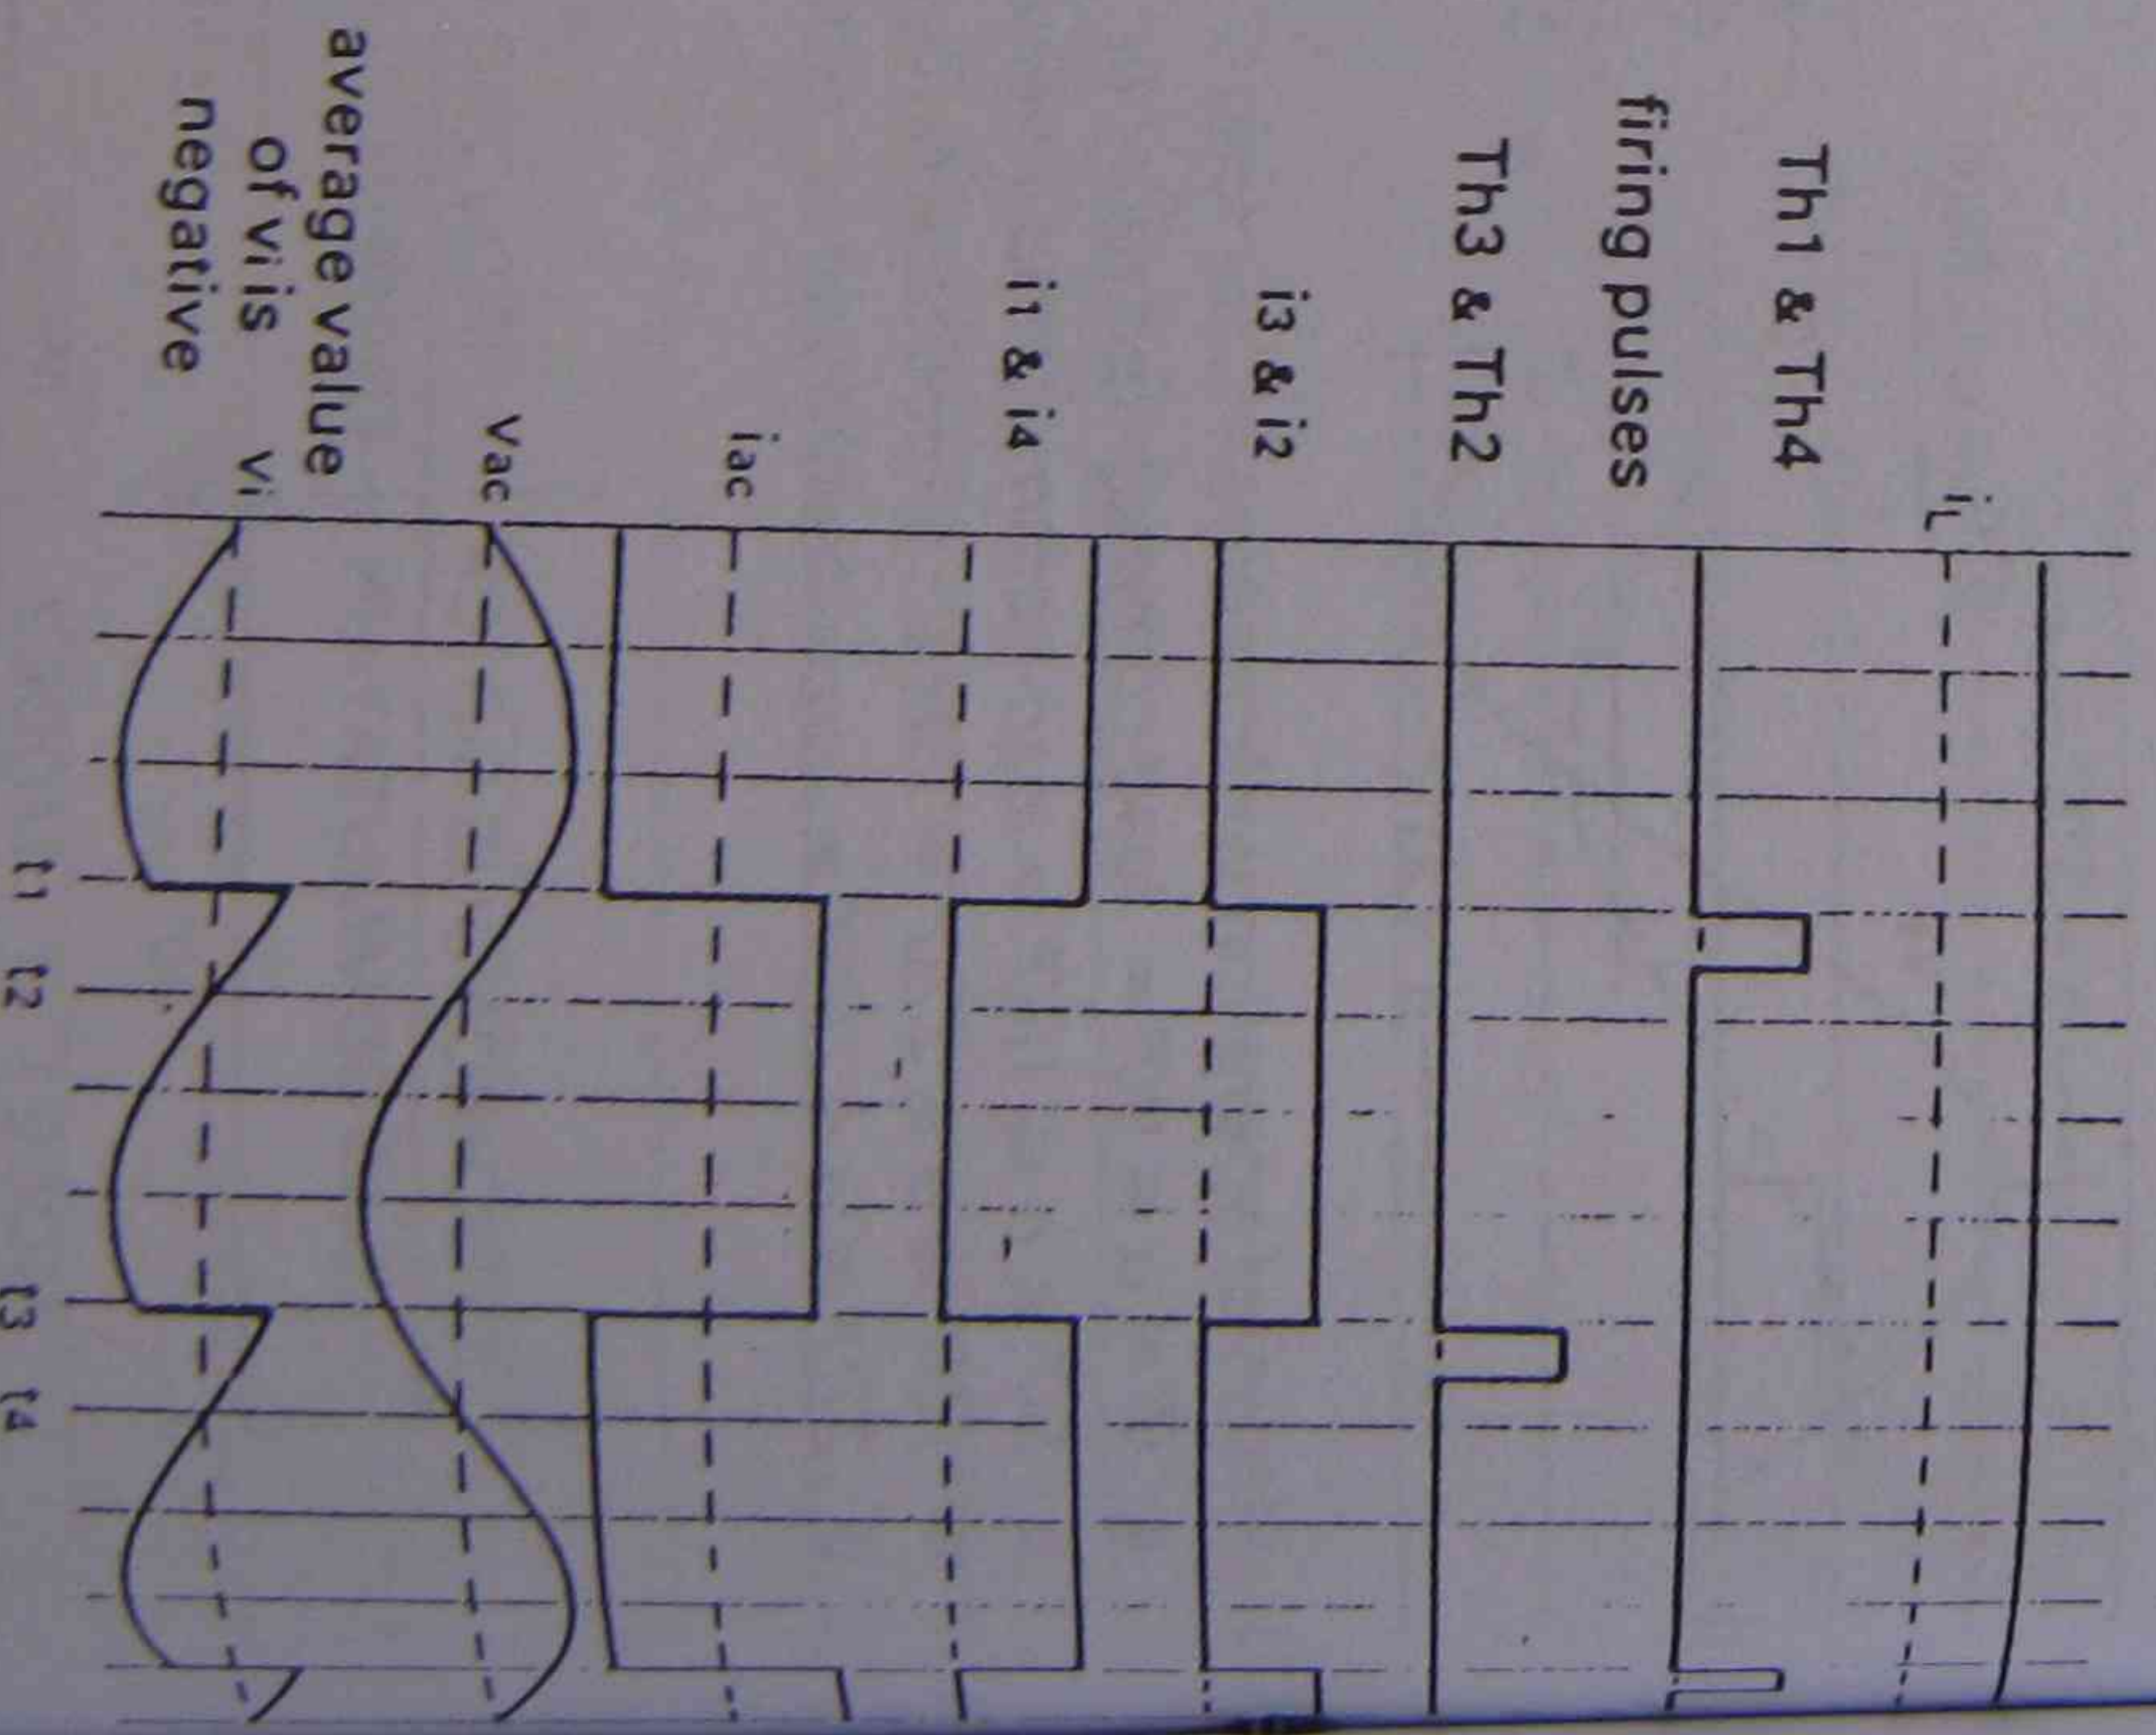 iL
Th1 & Th4
firing pulses
Th3 & Th2
i3 & i2
i1 & i4
iac
Vac
average value
of vi is vi
negative
t1 t2 t3 t4